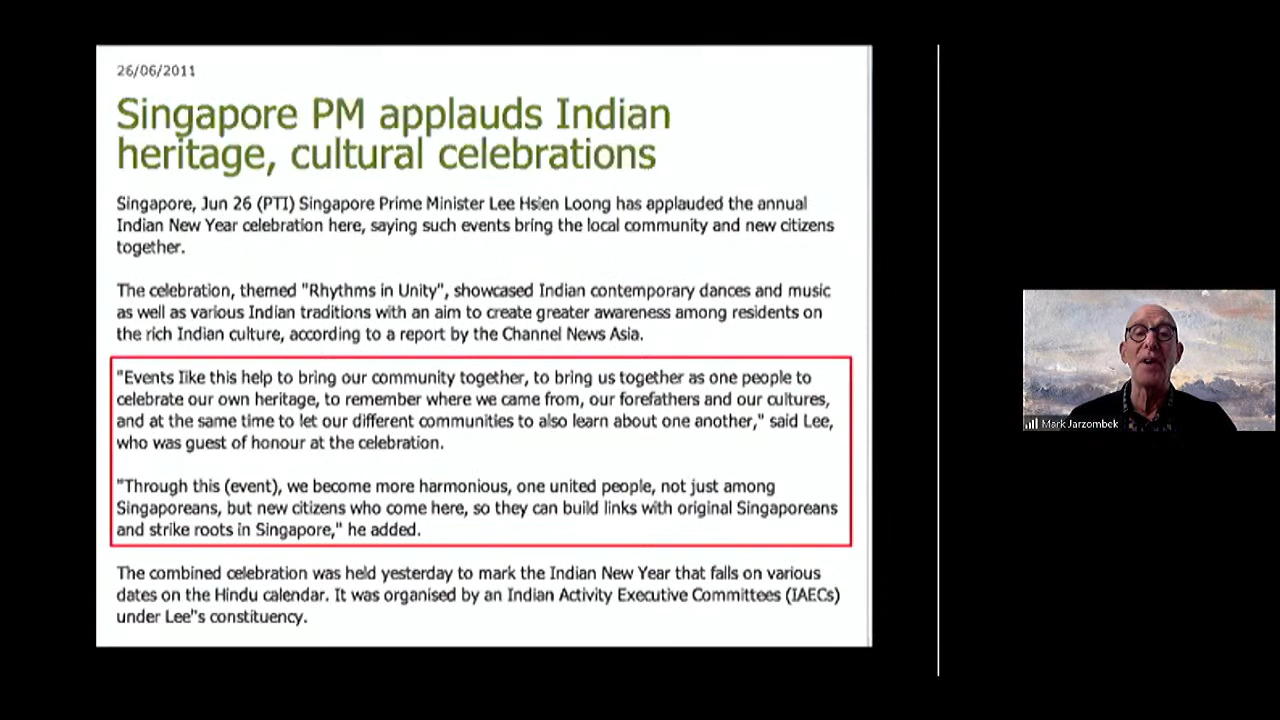 26/06/2011
Singapore PM applauds Indian
heritage, cultural celebrations
Singapore, Jun 26 (PTI) Singapore Prime Minister Lee Hsien Loong has applauded the annual
Indian New Year celebration here, saying such events bring the local community and new citizens
together.
The celebration, themed "Rhythms in Unity", showcased Indian contemporary dances and music
as well as various Indian traditions with an aim to create greater awareness among residents on
the rich Indian culture, according to a report by the Channel News Asia.
"Events like this help to bring our community together, to bring us together as one people to
celebrate our own heritage, to remember where we came from, our forefathers and our cultures,
and at the same time to let our different communities to also learn about one another," said Lee,
who was guest of honour at the celebration.
"Through this (event), we become more harmonious, one united people, not just among
Singaporeans, but new citizens who come here, so they can build links with original Singaporeans
and strike roots in Singapore," he added.
The combined celebration was held yesterday to mark the Indian New Year that falls on various
dates on the Hindu calendar. It was organised by an Indian Activity Executive Committees (IAECs)
under Lee"s constituency.
Mark Jarzombek